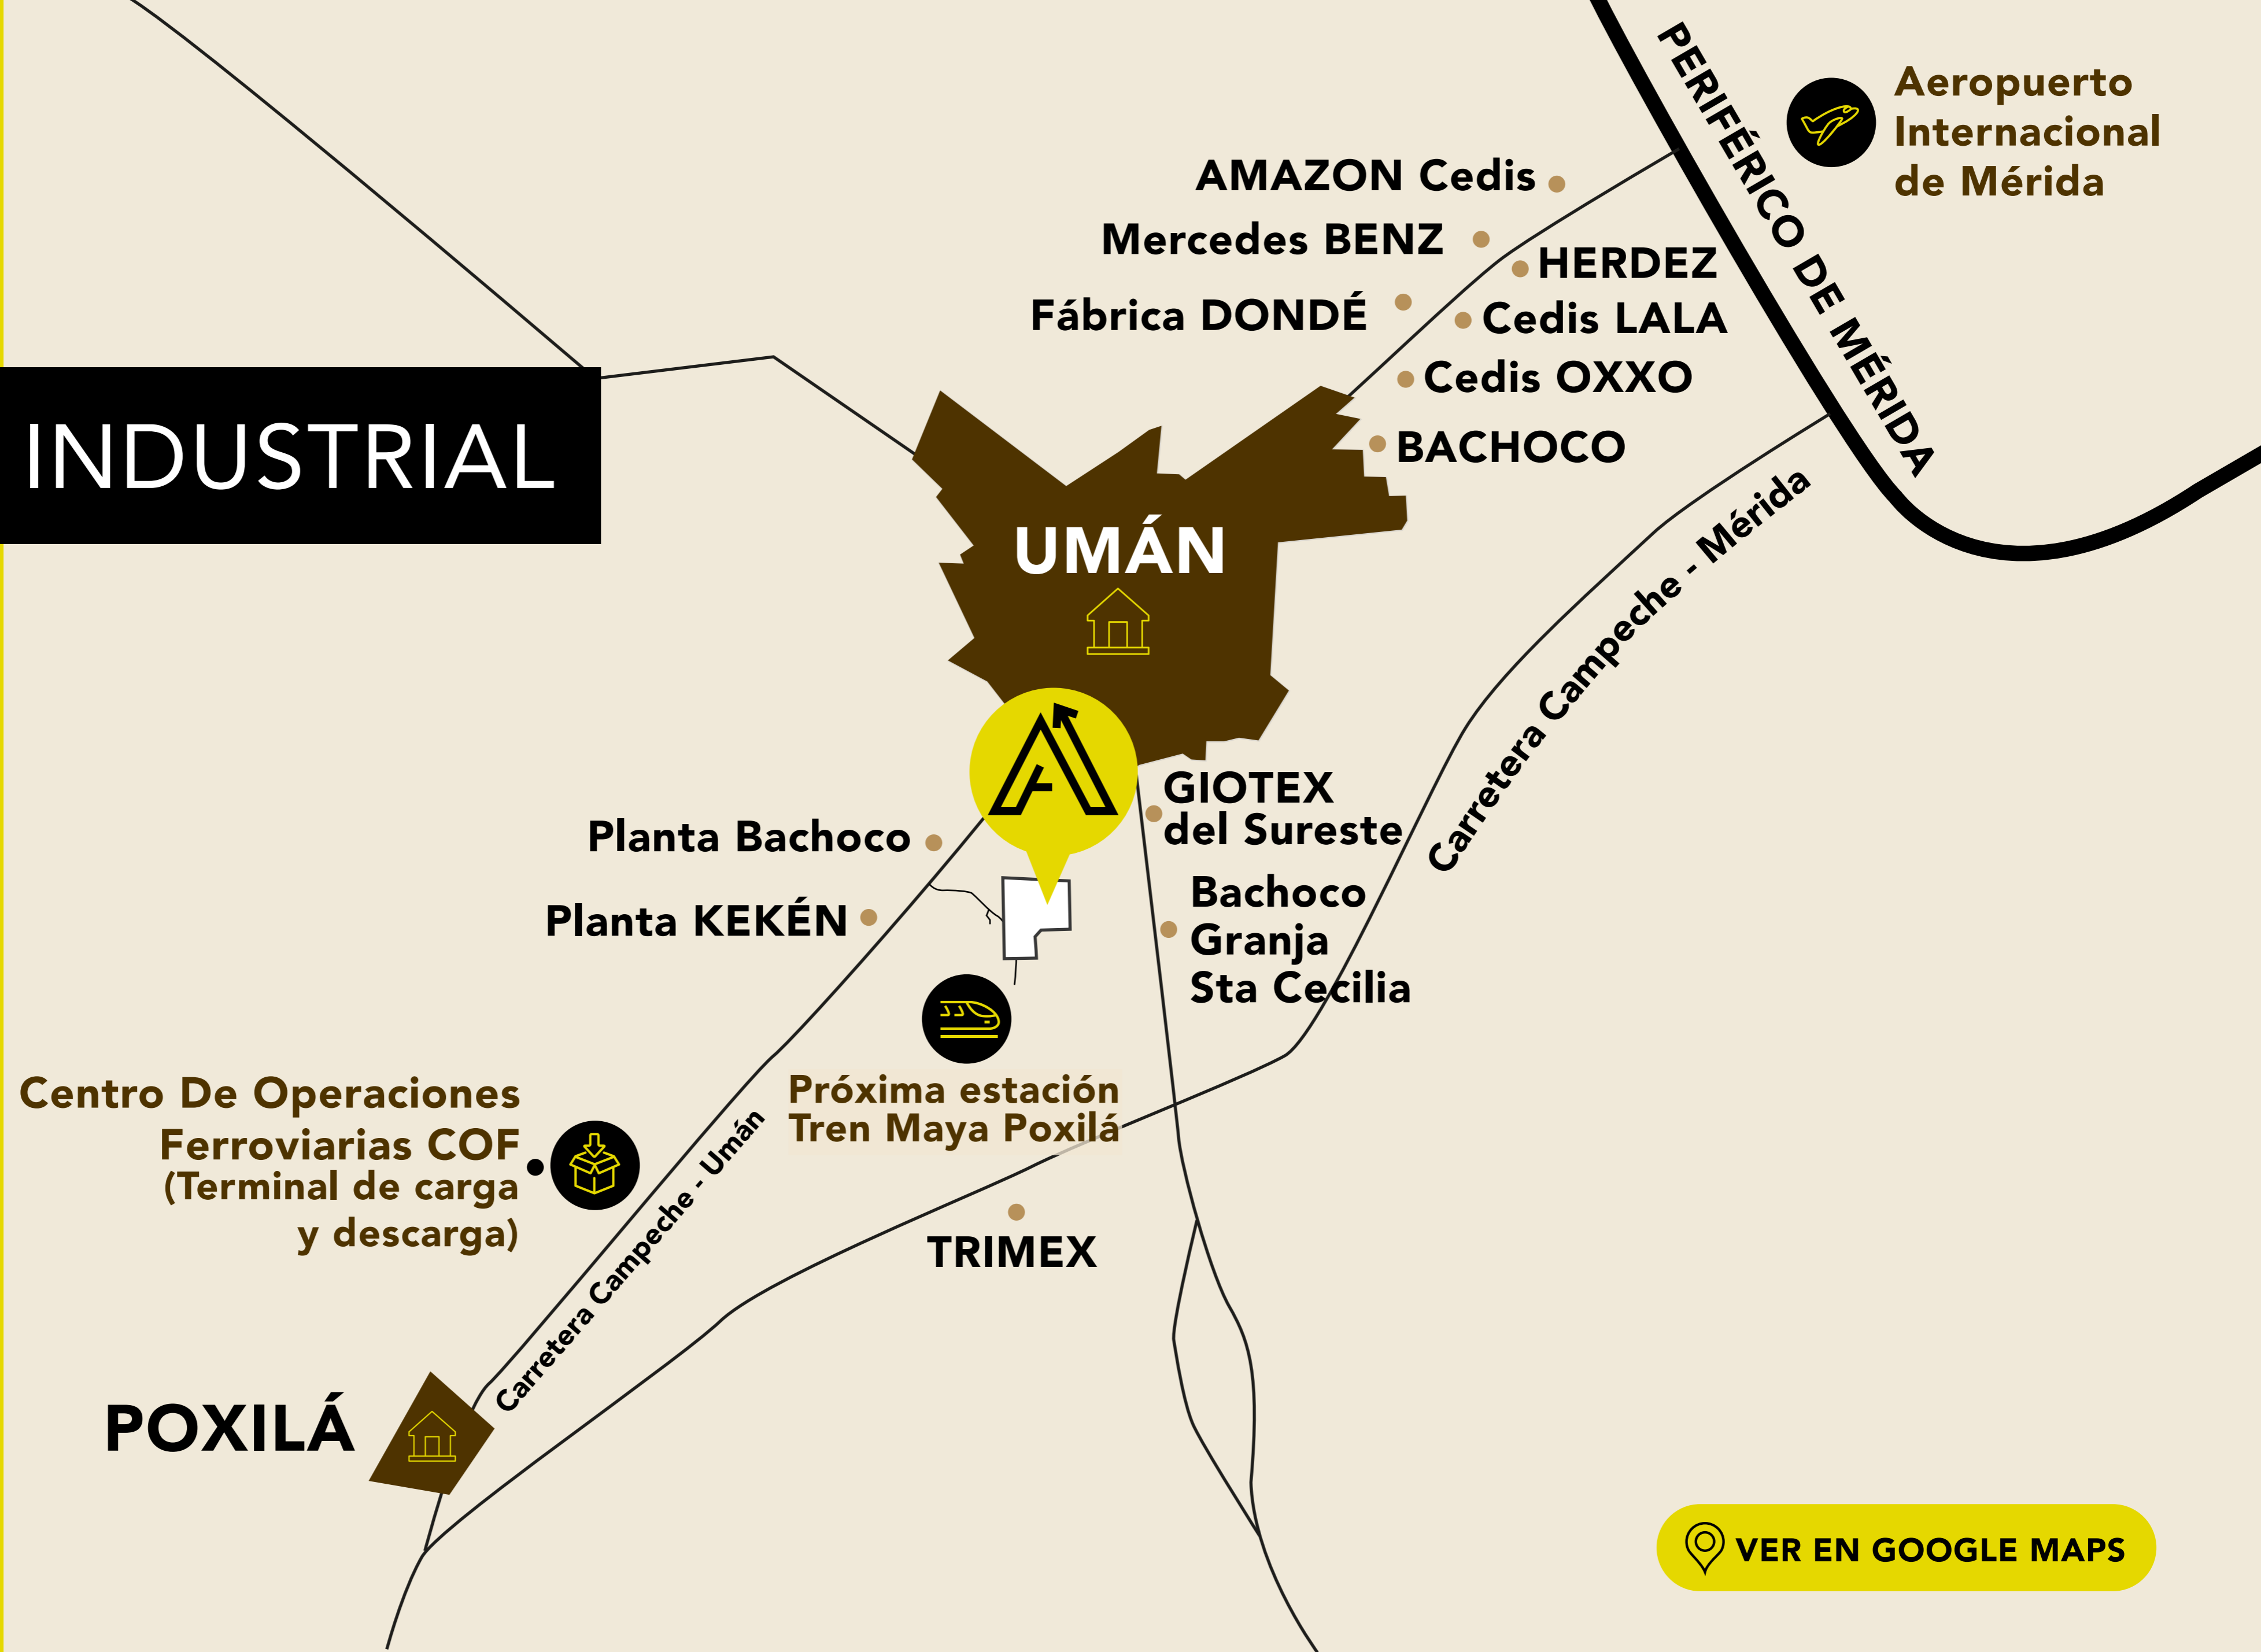 PERIFÉRICO DE MÉRIDA
Aeropuerto
Internacional
de Mérida
AMAZON Cedis
Mercedes BENZ
HERDEZ
Fábrica DONDÉ
Cedis LALA
Cedis OXXO
BACHOCO
INDUSTRIAL
UMÁN
Carretera Campeche - Mérida
GIOTEX
del Sureste
Planta Bachoco
Planta KEKÉN
Bachoco
Granja
Sta Cecilia
Próxima estación
Tren Maya Poxilá
Centro De Operaciones
Ferroviarias COF
(Terminal de carga
y descarga)
Carretera Campeche - Umán
TRIMEX
POXILÁ
VER EN GOOGLE MAPS